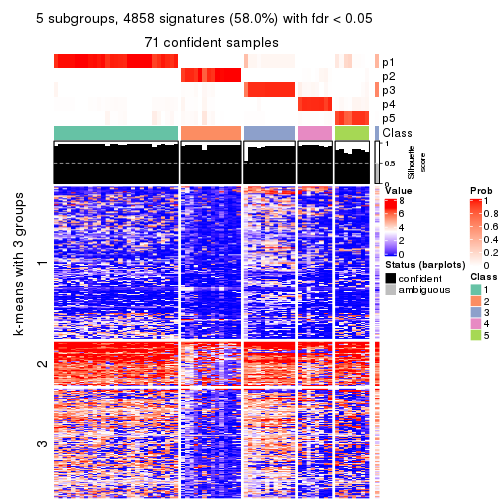 5 subgroups, 4858 signatures (58.0%) with fdr < 0.05
71 confident samples
p1
p2
p3
p4
p5
Class
1
0.5
0
Silhouette
score
k-means with 3 groups
1
2
3
Value
8
6
4
2
0
Status (barplots)
confident
ambiguous
Prob
1
0.8
0.6
0.4
0.2
0
Class
1
2
3
4
5